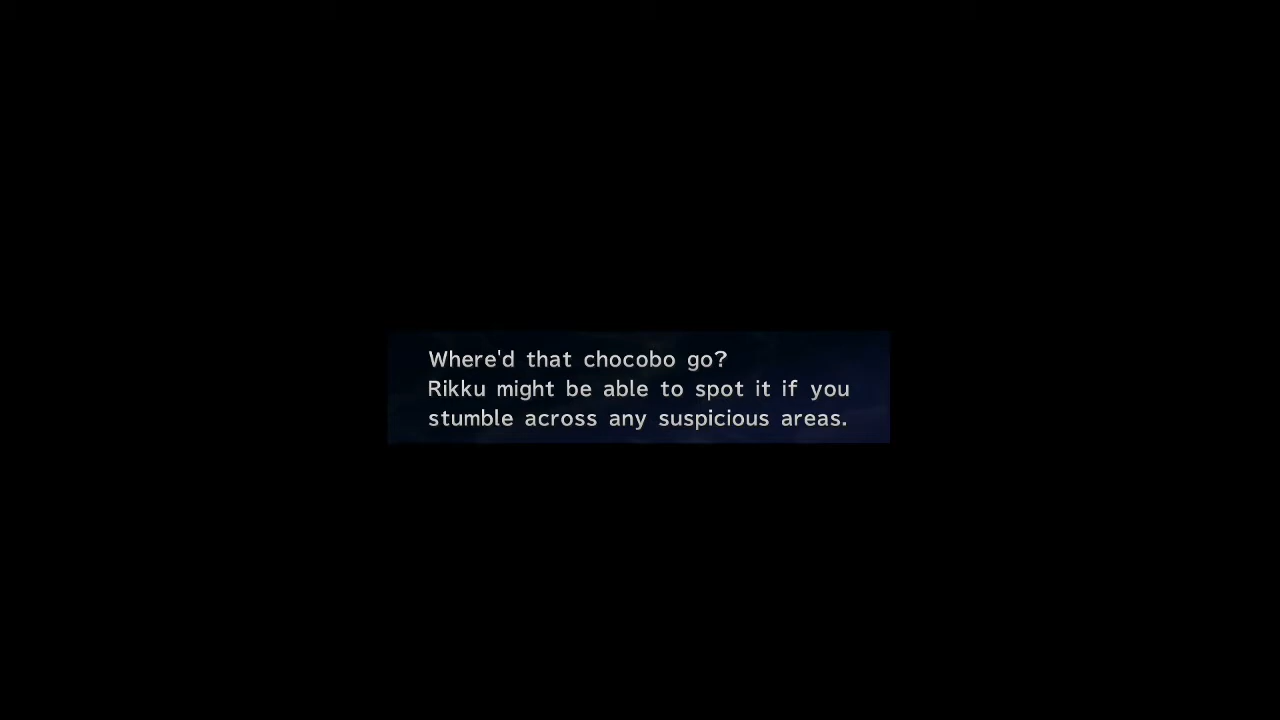 Where'd that chocobo go?
Rikku might be able to spot it if you
stumble across any suspicious areas.